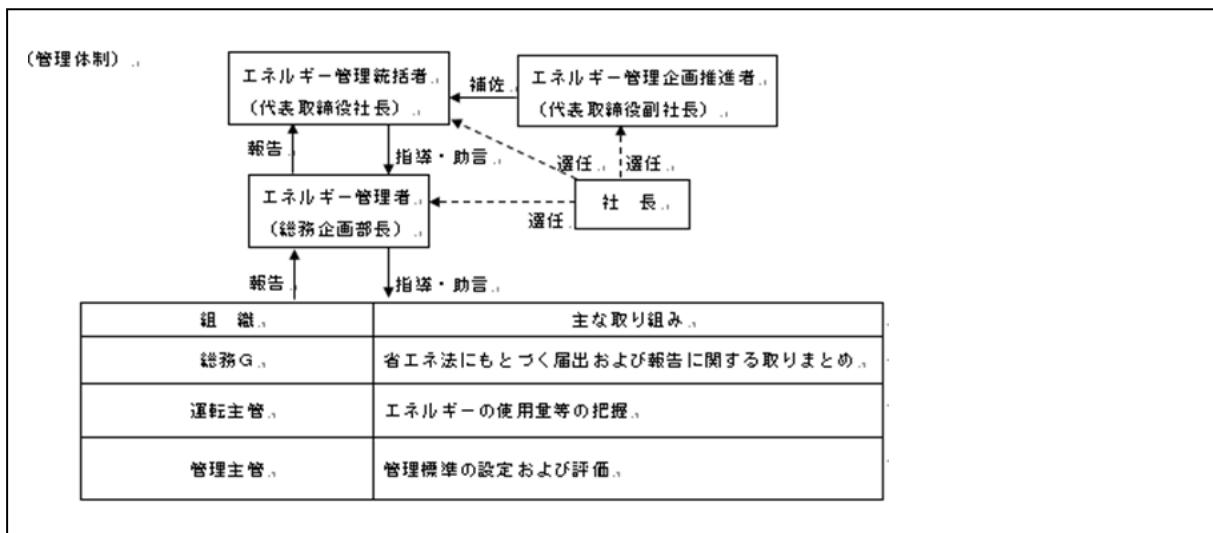 （管理体制）
エネルギー管理統括者
（代表取締役社長）
補佐
エネルギー管理企画推進者
（代表取締役副社長）
報告
指導・助言
選任
選任
エネルギー管理者
（総務企画部長）
選任
社　長
報告
指導・助言
組　織
主な取り組み
総務Ｇ
省エネ法にもとづく届出および報告に関する取りまとめ
運転主管
エネルギーの使用量等の把握
管理主管
管理標準の設定および評価